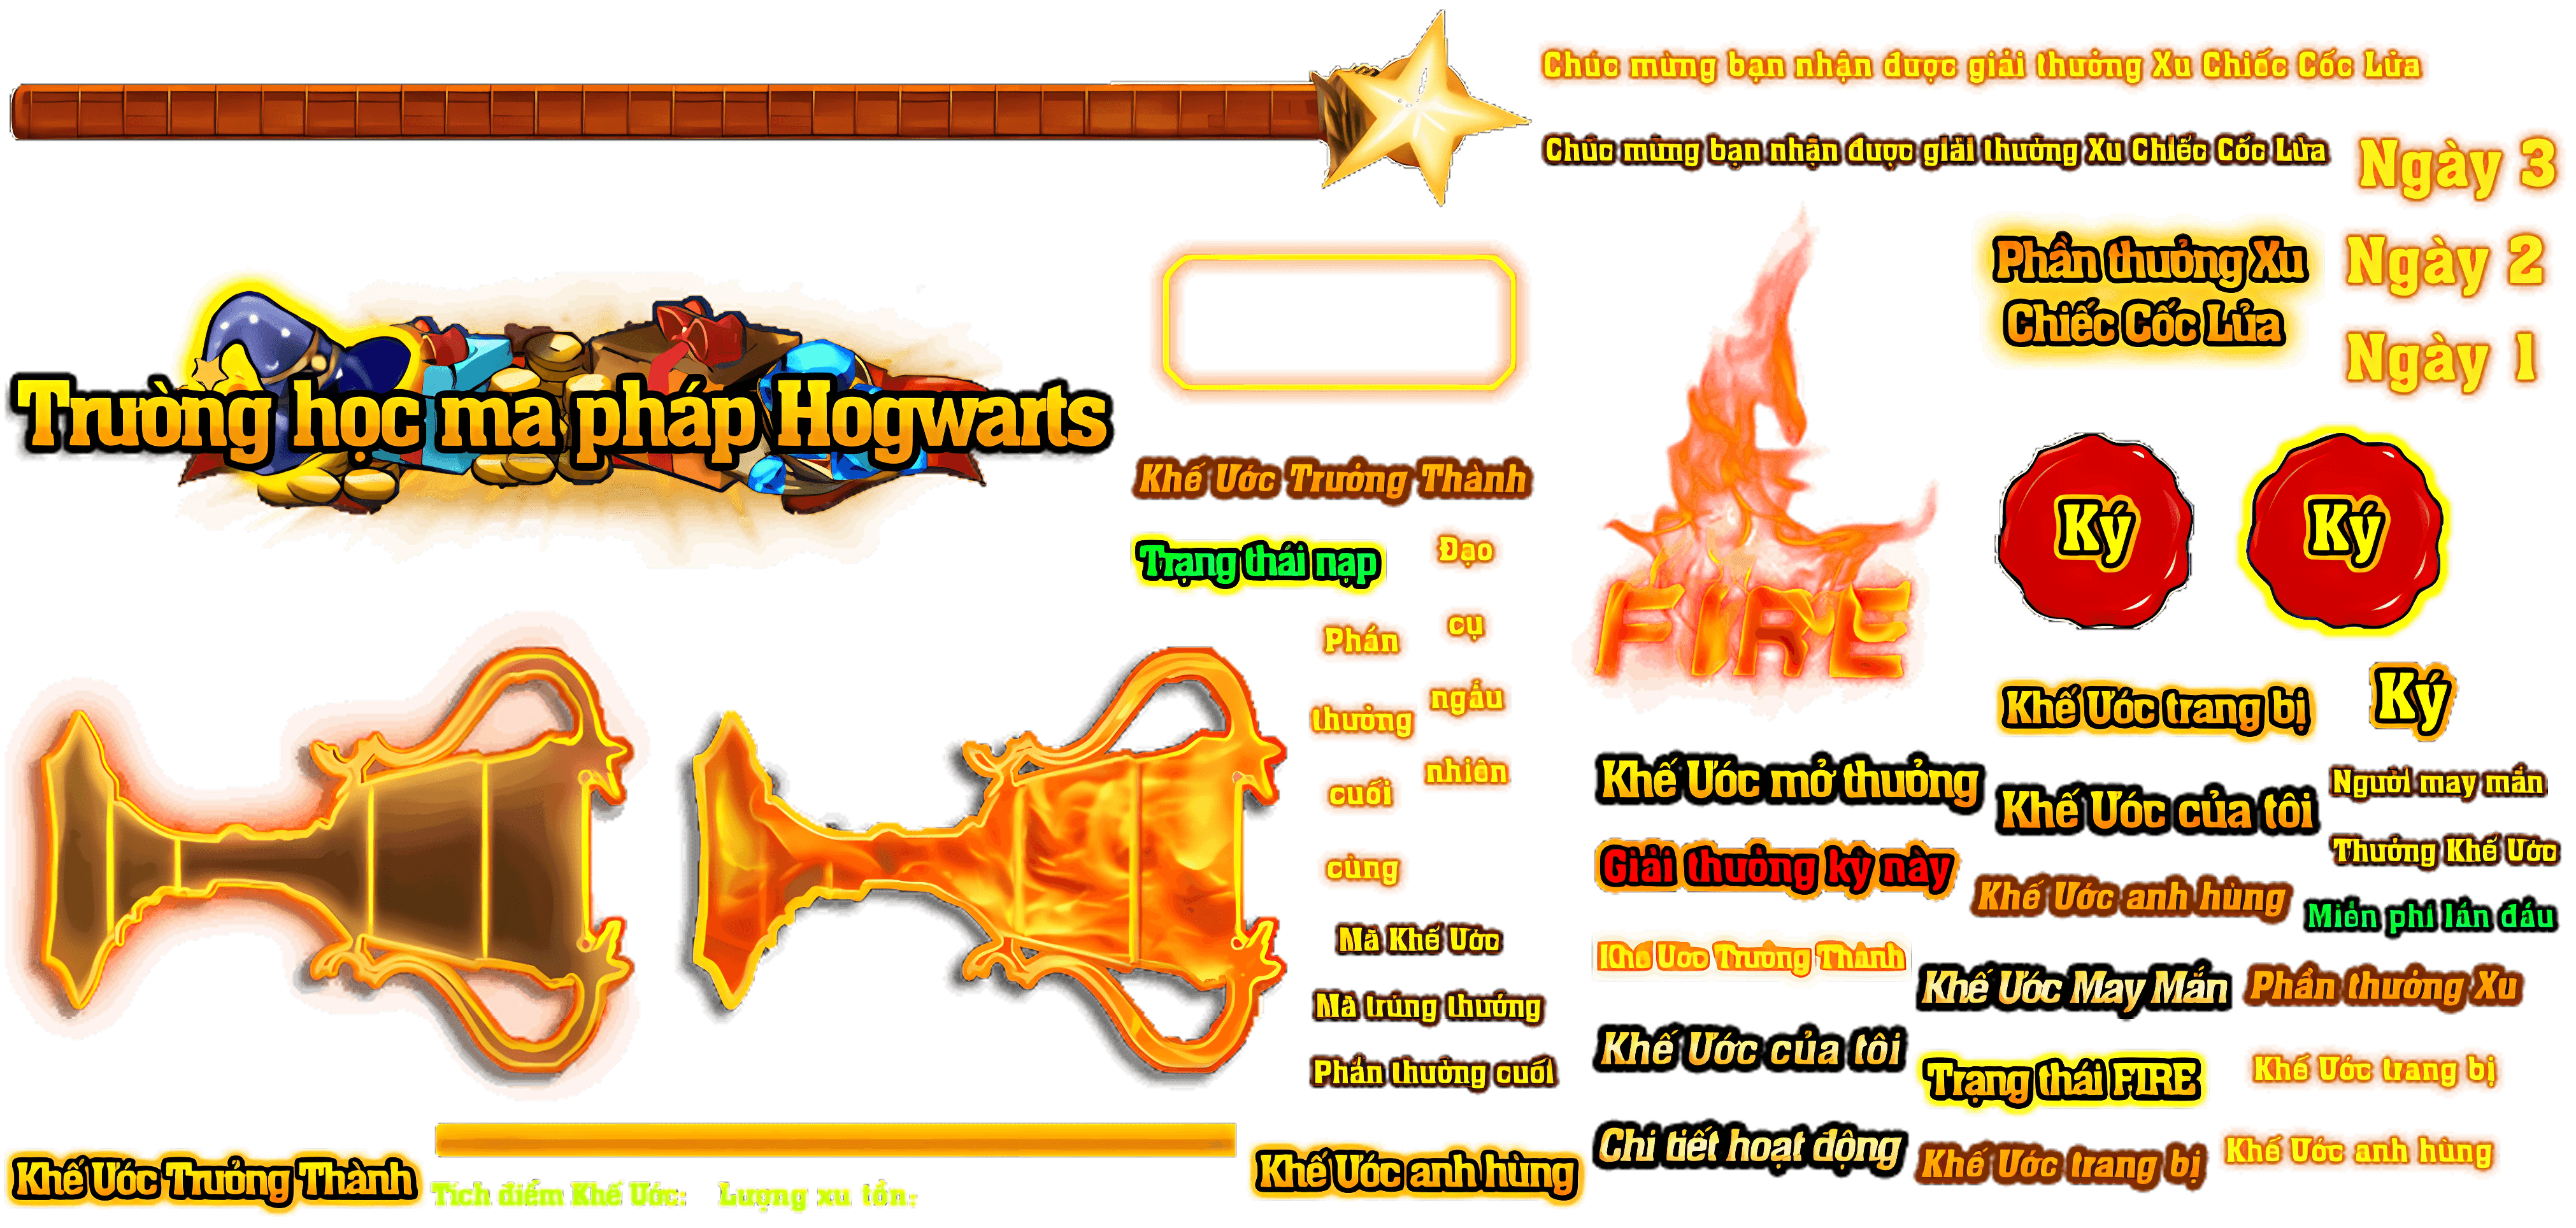 Chúc mừng bạn nhận được giải thưởng Xu Chiếc Cốc Lửa
Chúc mừng bạn nhận được giải thưởng Xu Chiếc Cốc Lửa
Ngày 3
Phần thưởng Xu
Chiếc Cốc Lửa
Ngày 2
Ngày 1
Trường học ma pháp Hogwarts
Khế Ước Trưởng Thành
Trạng thái nạp
Đạo
cụ
ngẫu
nhiên
Phần
thưởng
cuối
cùng
FIRE
Ký
Ký
Khế Ước trang bị
Ký
Khế Ước mở thưởng
Khế Ước của tôi
Người may mắn
Giải thưởng kỳ này
Thưởng Khế Ước
Khế Ước anh hùng
Miễn phí lần đầu
Mã Khế Ước
Khế Ước Trưởng Thành
Khế Ước May Mắn
Phần thưởng Xu
Mã trúng thưởng
Khế Ước của tôi
Phần thưởng cuối
Trạng thái FIRE
Khế Ước trang bị
Chi tiết hoạt động
Khế Ước trang bị
Khế Ước anh hùng
Khế Ước Trưởng Thành
Tích điểm Khế Ước:
Lượng xu tồn:
Khế Ước anh hùng